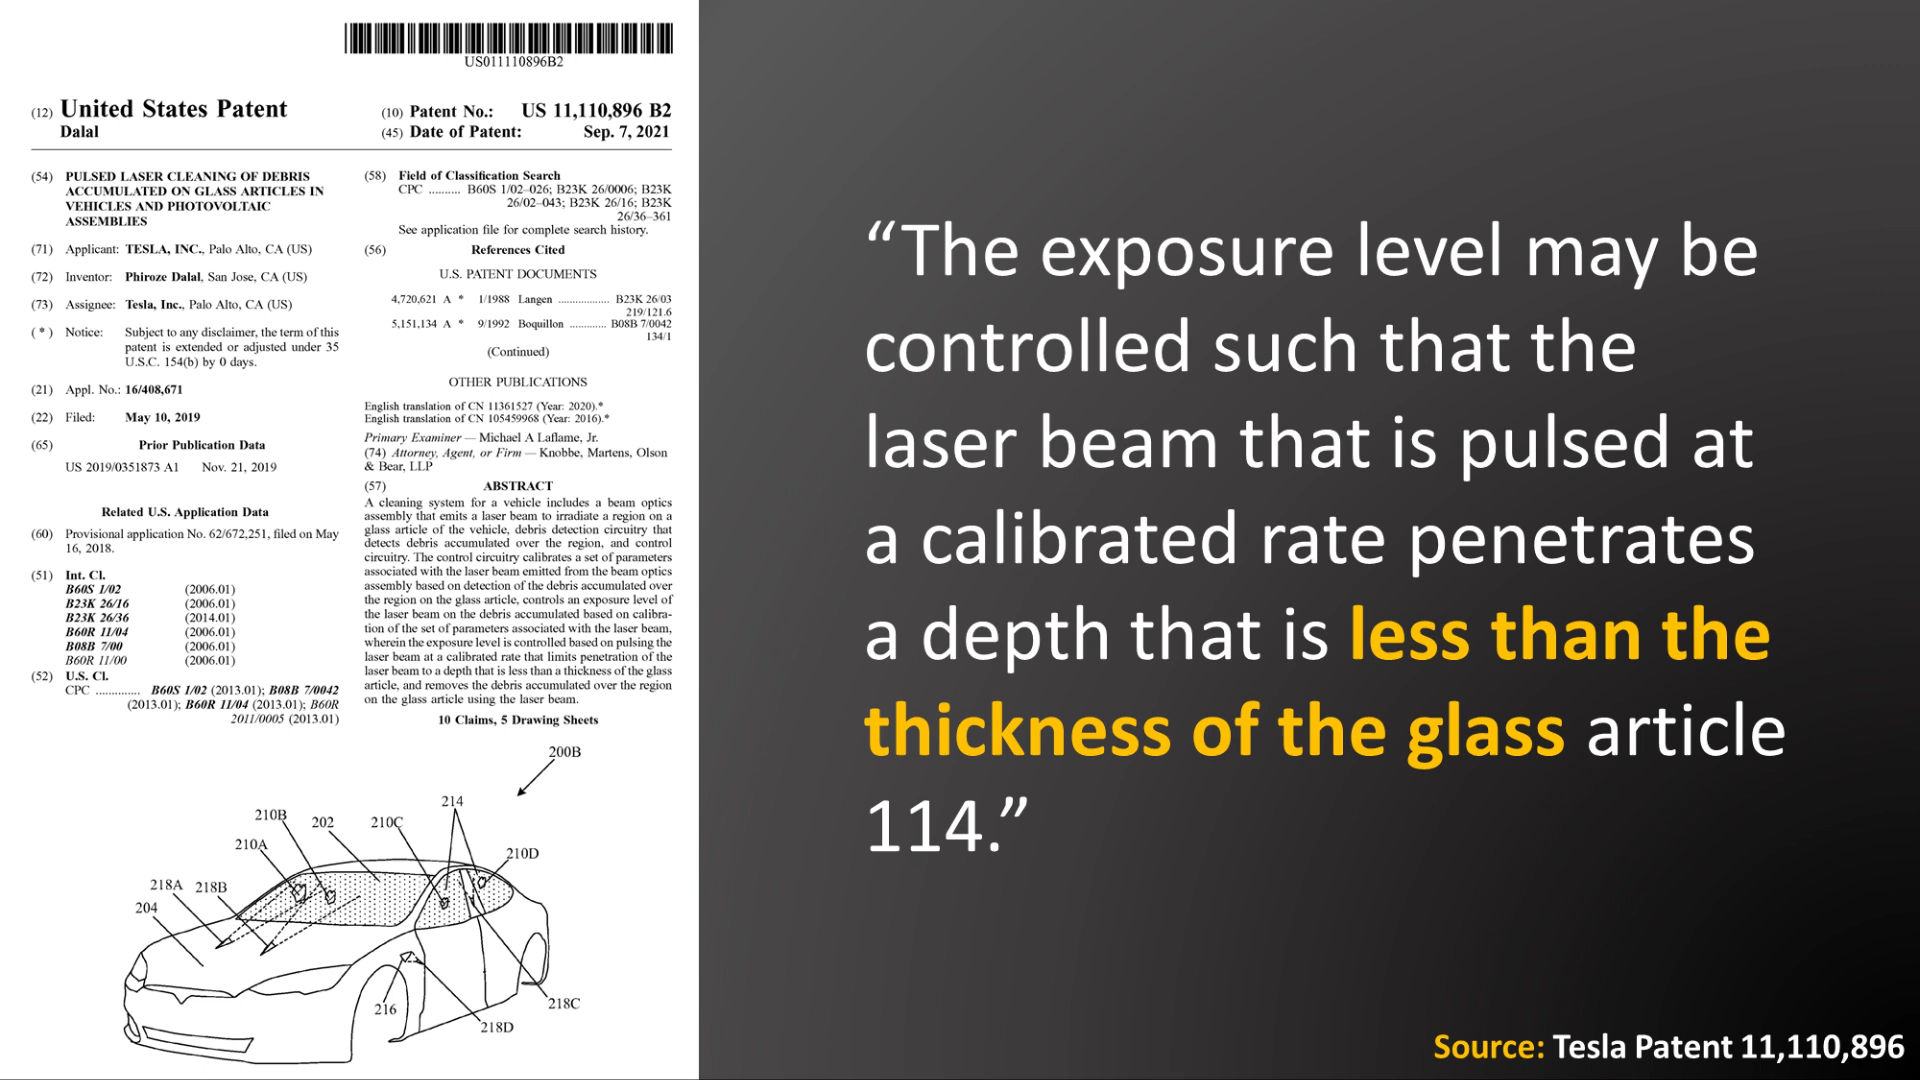 US011110896B2
(12) United States Patent
Dalal
(10) Patent No.: US 11,110,896 B2
(45) Date of Patent: Sep. 7, 2021
(54) PULSED LASER CLEANING OF DEBRIS
ACCUMULATED ON GLASS ARTICLES IN
VEHICLES AND PHOTOVOLTAIC
ASSEMBLIES
(71) Applicant: TESLA, INC., Palo Alto, CA (US)
(72) Inventor: Phiroze Dalal, San Jose, CA (US)
(73) Assignee: Tesla, Inc., Palo Alto, CA (US)
( * ) Notice: Subject to any disclaimer, the term of this
patent is extended or adjusted under 35
U.S.C. 154(b) by 0 days.
(21) Appl. No.: 16/408,671
(22) Filed: May 10, 2019
(65) Prior Publication Data
US 2019/0351873 A1 Nov. 21, 2019
Related U.S. Application Data
(60) Provisional application No. 62/672,251, filed on May
16, 2018.
(51) Int. Cl.
B60S 1/02 (2006.01)
B23K 26/16 (2006.01)
B23K 26/36 (2014.01)
B60R 11/04 (2006.01)
B08B 7/00 (2006.01)
B60R 11/00 (2006.01)
(52) U.S. Cl.
CPC ............. B60S 1/02 (2013.01); B08B 7/0042
(2013.01); B60R 11/04 (2013.01); B60R
2011/0005 (2013.01)
(58) Field of Classification Search
CPC .......... B60S 1/02–026; B23K 26/0006; B23K
26/02–043; B23K 26/16; B23K
26/36–361
See application file for complete search history.
(56) References Cited
U.S. PATENT DOCUMENTS
4,720,621 A * 1/1988 Langen .................. B23K 26/03
219/121.6
5,151,134 A * 9/1992 Boquillon ............ B08B 7/0042
134/1
(Continued)
OTHER PUBLICATIONS
English translation of CN 11361527 (Year: 2020).*
English translation of CN 105459968 (Year: 2016).*
Primary Examiner — Michael A Laflame, Jr.
(74) Attorney, Agent, or Firm — Knobbe, Martens, Olson
& Bear, LLP
(57) ABSTRACT
A cleaning system for a vehicle includes a beam optics
assembly that emits a laser beam to irradiate a region on a
glass article of the vehicle, debris detection circuitry that
detects debris accumulated over the region, and control
circuitry. The control circuitry calibrates a set of parameters
associated with the laser beam emitted from the beam optics
assembly based on detection of the debris accumulated over
the region on the glass article, controls an exposure level of
the laser beam on the debris accumulated based on calibra-
tion of the set of parameters associated with the laser beam,
wherein the exposure level is controlled based on pulsing the
laser beam at a calibrated rate that limits penetration of the
laser beam to a depth that is less than a thickness of the glass
article, and removes the debris accumulated over the region
on the glass article using the laser beam.
10 Claims, 5 Drawing Sheets
200B
214
210B 202 210C
210A 210D
218A 218B
204
216 218C
218D
“The exposure level may be
controlled such that the
laser beam that is pulsed at
a calibrated rate penetrates
a depth that is less than the
thickness of the glass article
114.”
Source: Tesla Patent 11,110,896